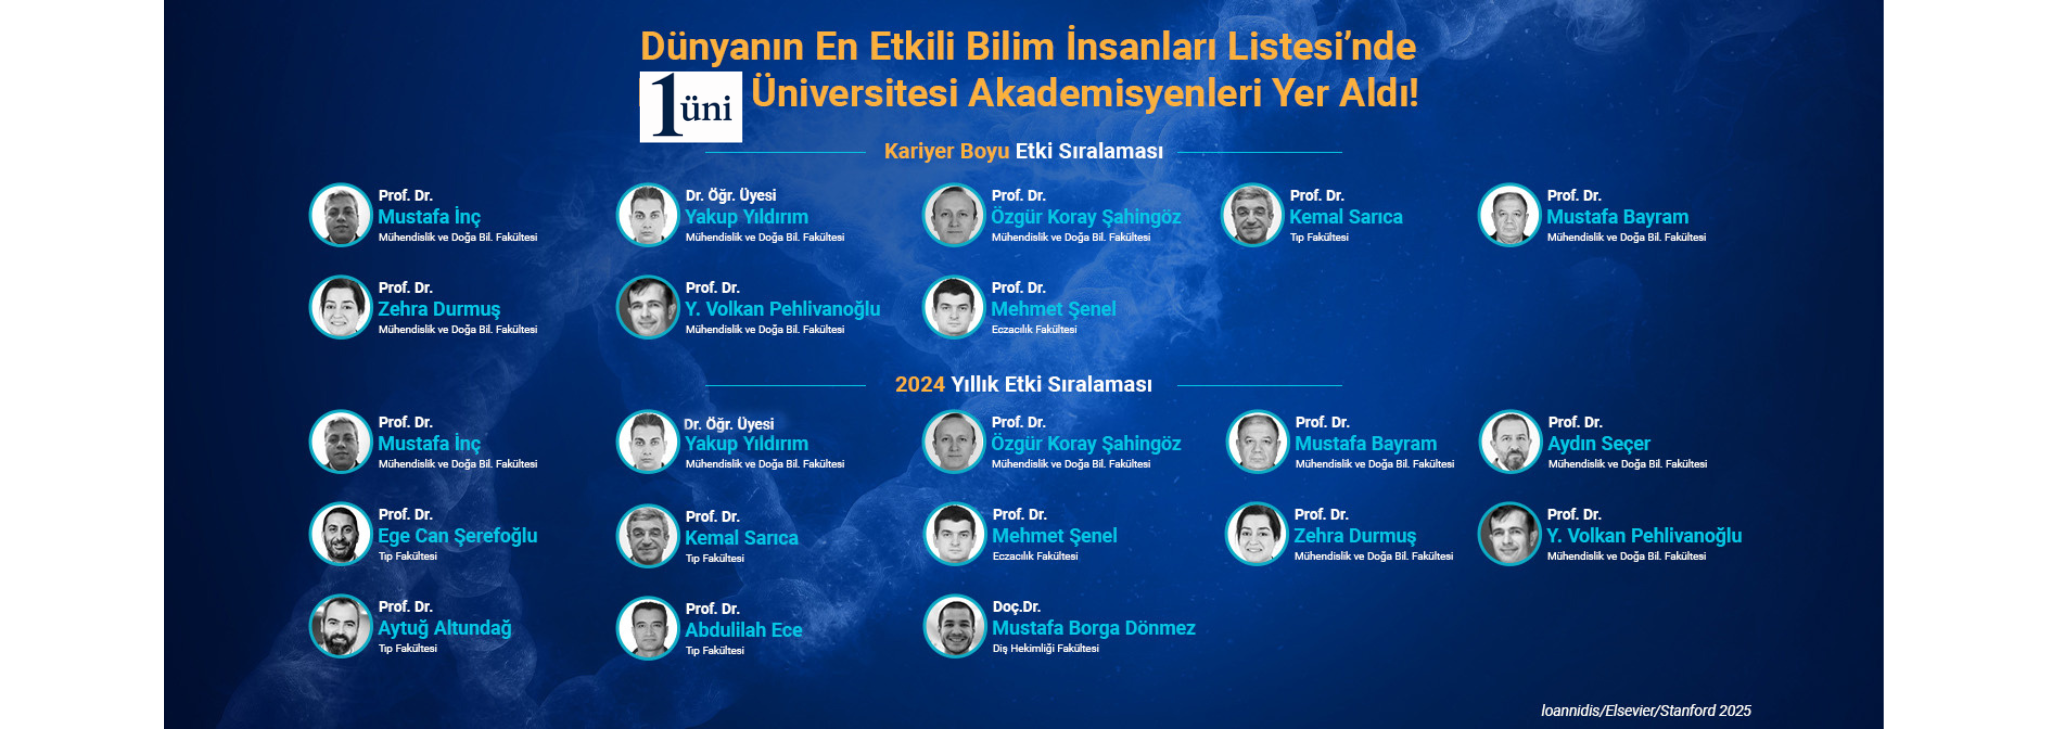 Dünyanın En Etkili Bilim İnsanları Listesi’nde
1üni Üniversitesi Akademisyenleri Yer Aldı!
Kariyer Boyu Etki Sıralaması
Prof. Dr.
Mustafa İnç
Mühendislik ve Doğa Bil. Fakültesi
Dr. Öğr. Üyesi
Yakup Yıldırım
Mühendislik ve Doğa Bil. Fakültesi
Prof. Dr.
Özgür Koray Şahingöz
Mühendislik ve Doğa Bil. Fakültesi
Prof. Dr.
Kemal Sarıca
Tıp Fakültesi
Prof. Dr.
Mustafa Bayram
Mühendislik ve Doğa Bil. Fakültesi
Prof. Dr.
Zehra Durmuş
Mühendislik ve Doğa Bil. Fakültesi
Prof. Dr.
Y. Volkan Pehlivanoğlu
Mühendislik ve Doğa Bil. Fakültesi
Prof. Dr.
Mehmet Şenel
Eczacılık Fakültesi
2024 Yıllık Etki Sıralaması
Prof. Dr.
Mustafa İnç
Mühendislik ve Doğa Bil. Fakültesi
Dr. Öğr. Üyesi
Yakup Yıldırım
Mühendislik ve Doğa Bil. Fakültesi
Prof. Dr.
Özgür Koray Şahingöz
Mühendislik ve Doğa Bil. Fakültesi
Prof. Dr.
Mustafa Bayram
Mühendislik ve Doğa Bil. Fakültesi
Prof. Dr.
Aydın Seçer
Mühendislik ve Doğa Bil. Fakültesi
Prof. Dr.
Ege Can Şerefoğlu
Tıp Fakültesi
Prof. Dr.
Kemal Sarıca
Tıp Fakültesi
Prof. Dr.
Mehmet Şenel
Eczacılık Fakültesi
Prof. Dr.
Zehra Durmuş
Mühendislik ve Doğa Bil. Fakültesi
Prof. Dr.
Y. Volkan Pehlivanoğlu
Mühendislik ve Doğa Bil. Fakültesi
Prof. Dr.
Aytuğ Altundağ
Tıp Fakültesi
Prof. Dr.
Abdulilah Ece
Tıp Fakültesi
Doç.Dr.
Mustafa Borga Dönmez
Diş Hekimliği Fakültesi
Ioannidis/Elsevier/Stanford 2025